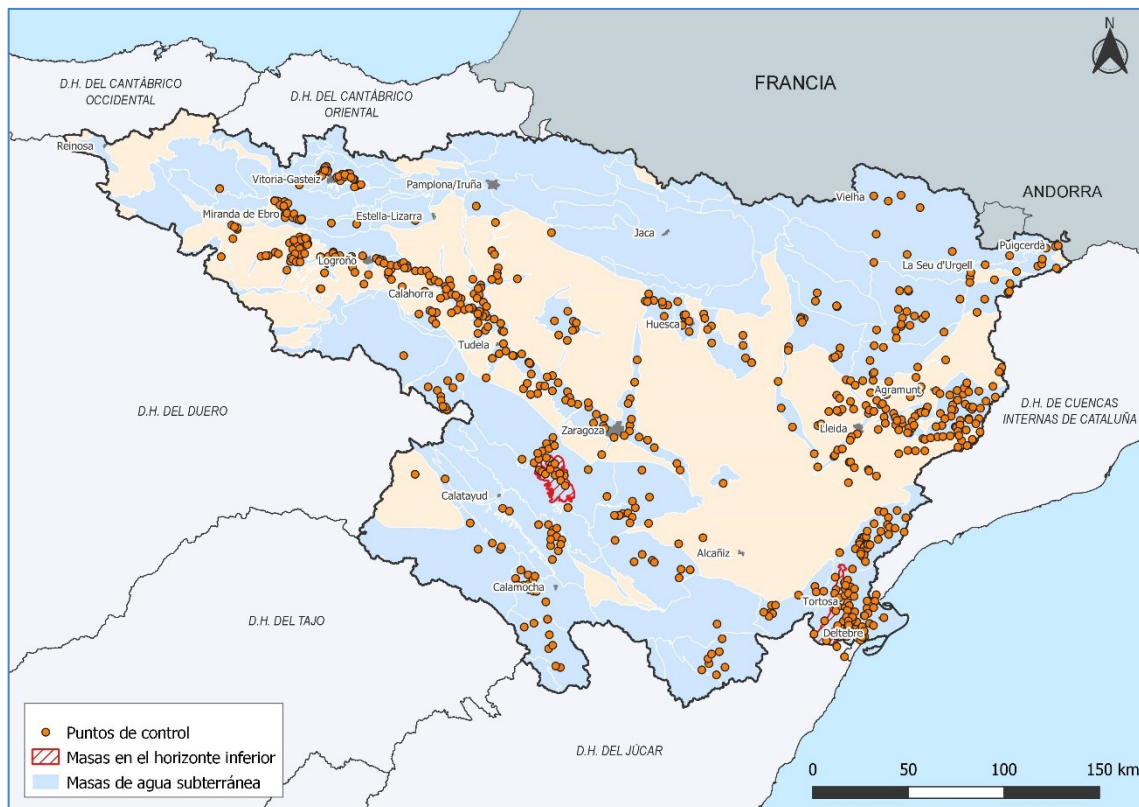 N
D.H. DEL CANTÁBRICO
OCCIDENTAL
D.H. DEL CANTÁBRICO
ORIENTAL
FRANCIA
Reinosa
Vitoria-Gasteiz
Pamplona/Iruña
ANDORRA
Vielha
Miranda de Ebro
Estella-Lizarra
Jaca
Puigcerdà
La Seu d'Urgell
Logroño
Calahorra
Huesca
Tudela
Agramunt
D.H. DE CUENCAS
INTERNAS DE CATALUÑA
D.H. DEL DUERO
Zaragoza
Lleida
Calatayud
Alcañiz
Calamocha
Tortosa
D.H. DEL TAJO
Deltebre
D.H. DEL JÚCAR
Puntos de control
Masas en el horizonte inferior
Masas de agua subterránea
0 50 100 150 km